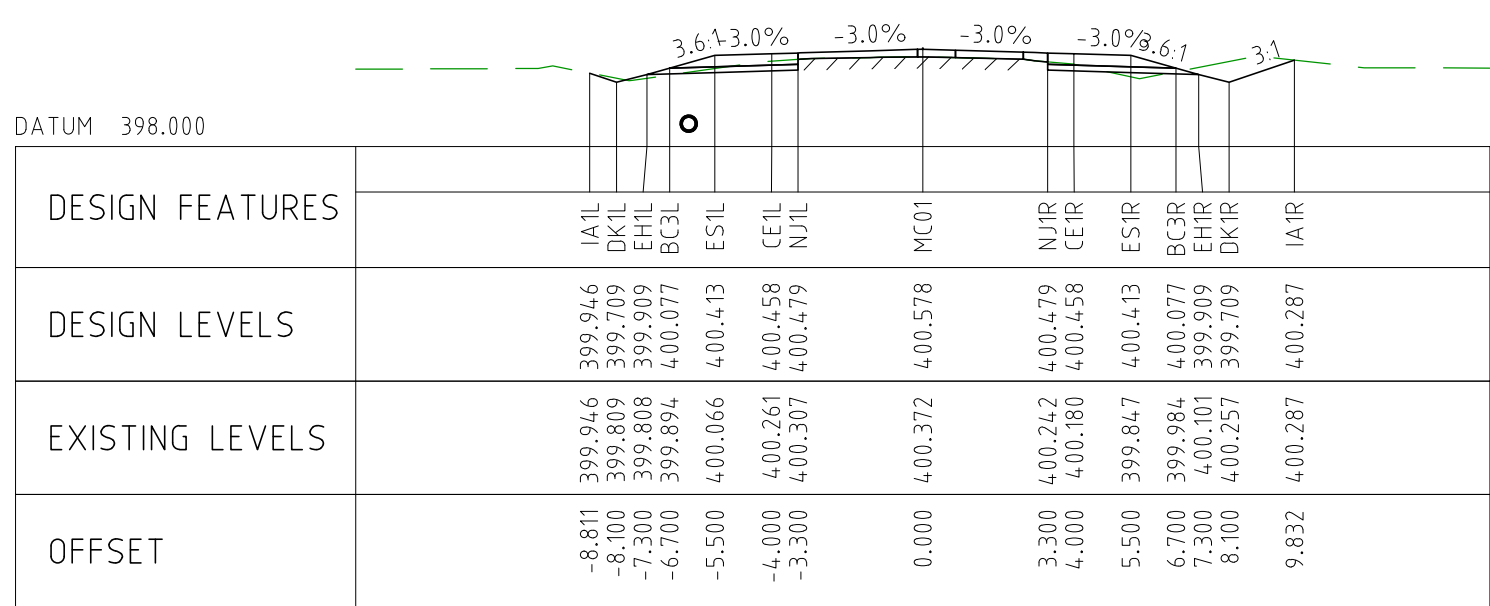 3.6:1 -3.0% -3.0% -3.0% -3.0% 3.6:1 3:1
DATUM 398.000
DESIGN FEATURES IA1L DK1L EH1L BC3L ES1L CE1L NJ1L MC01 NJ1R CE1R ES1R BC3R EH1R DK1R IA1R
DESIGN LEVELS 399.946 399.709 399.909 400.077 400.413 400.458 400.479 400.578 400.479 400.458 400.413 400.077 399.909 399.709 400.287
EXISTING LEVELS 399.946 399.809 399.808 399.894 400.066 400.261 400.307 400.372 400.242 400.180 399.847 399.984 400.101 400.257 400.287
OFFSET -8.811 -8.100 -7.300 -6.700 -5.500 -4.000 -3.300 0.000 3.300 4.000 5.500 6.700 7.300 8.100 9.832